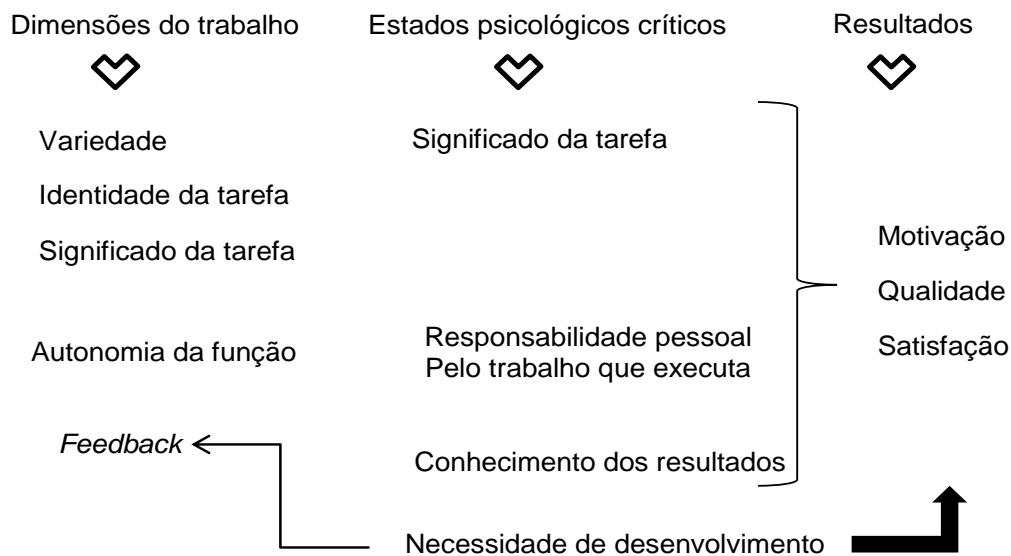 Dimensões do trabalho
Estados psicológicos críticos
Resultados
Variedade
Significado da tarefa
Identidade da tarefa
Significado da tarefa
Motivação
Qualidade
Satisfação
Autonomia da função
Responsabilidade pessoal
Pelo trabalho que executa
Feedback
Conhecimento dos resultados
Necessidade de desenvolvimento